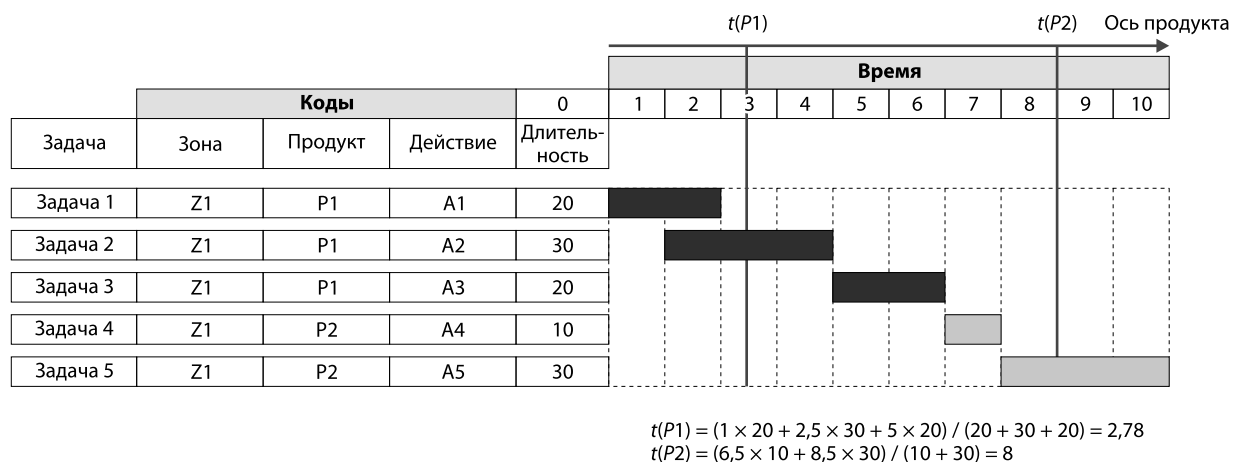 t(P1) t(P2) Ось продукта
Время
Коды 0 1 2 3 4 5 6 7 8 9 10
Задача Зона Продукт Действие Длитель-
ность
Задача 1 Z1 P1 A1 20
Задача 2 Z1 P1 A2 30
Задача 3 Z1 P1 A3 20
Задача 4 Z1 P2 A4 10
Задача 5 Z1 P2 A5 30
t(P1) = (1 × 20 + 2,5 × 30 + 5 × 20) / (20 + 30 + 20) = 2,78
t(P2) = (6,5 × 10 + 8,5 × 30) / (10 + 30) = 8